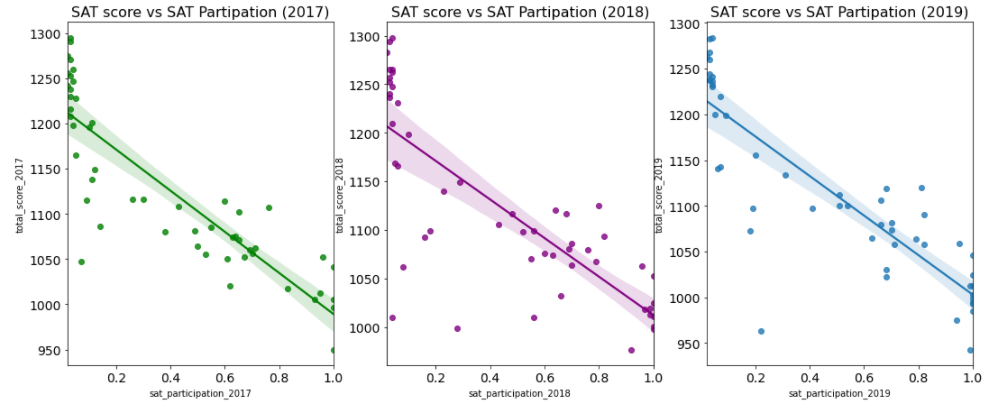 SAT score vs SAT Partipation (2017)
1300
1250
1200
1150
1100
1050
1000
950
total_score_2017
0.2 0.4 0.6 0.8 1.0
sat_participation_2017
SAT score vs SAT Partipation (2018)
1300
1250
1200
1150
1100
1050
1000
total_score_2018
0.2 0.4 0.6 0.8 1.0
sat_participation_2018
SAT score vs SAT Partipation (2019)
1300
1250
1200
1150
1100
1050
1000
950
total_score_2019
0.2 0.4 0.6 0.8 1.0
sat_participation_2019